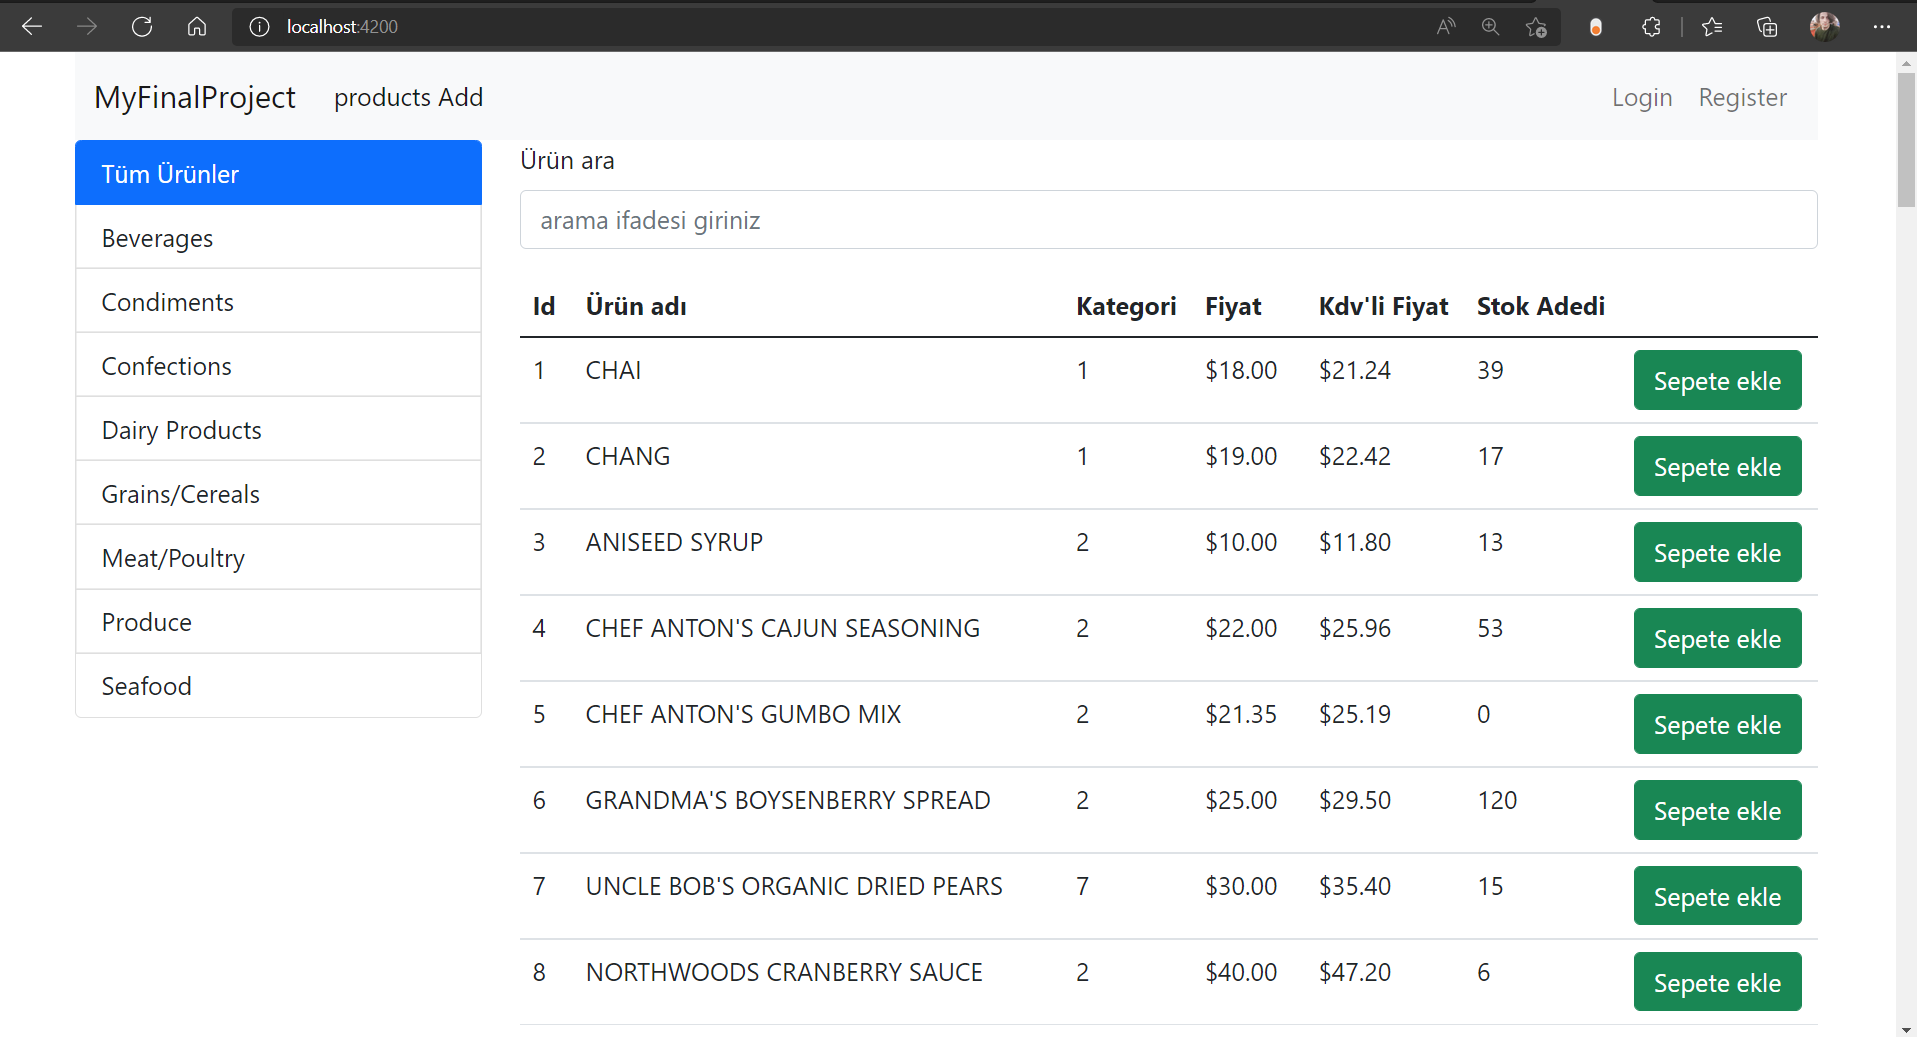 localhost:4200
MyFinalProject products Add Login Register
Tüm Ürünler
Beverages
Condiments
Confections
Dairy Products
Grains/Cereals
Meat/Poultry
Produce
Seafood
Ürün ara
arama ifadesi giriniz
Id Ürün adı Kategori Fiyat Kdv'li Fiyat Stok Adedi
1 CHAI 1 $18.00 $21.24 39 Sepete ekle
2 CHANG 1 $19.00 $22.42 17 Sepete ekle
3 ANISEED SYRUP 2 $10.00 $11.80 13 Sepete ekle
4 CHEF ANTON'S CAJUN SEASONING 2 $22.00 $25.96 53 Sepete ekle
5 CHEF ANTON'S GUMBO MIX 2 $21.35 $25.19 0 Sepete ekle
6 GRANDMA'S BOYSENBERRY SPREAD 2 $25.00 $29.50 120 Sepete ekle
7 UNCLE BOB'S ORGANIC DRIED PEARS 7 $30.00 $35.40 15 Sepete ekle
8 NORTHWOODS CRANBERRY SAUCE 2 $40.00 $47.20 6 Sepete ekle